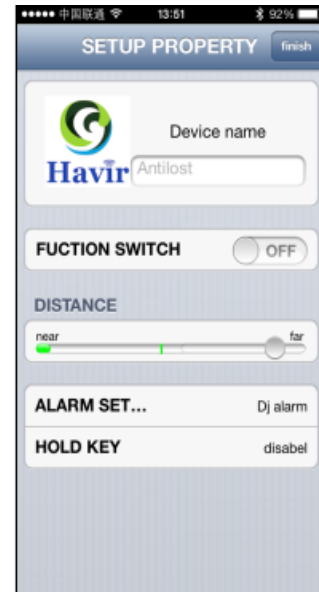 中国联通 13:51 92%
SETUP PROPERTY finish
Device name
Havir Antilost
FUCTION SWITCH OFF
DISTANCE
near far
ALARM SET... Dj alarm
HOLD KEY disabel